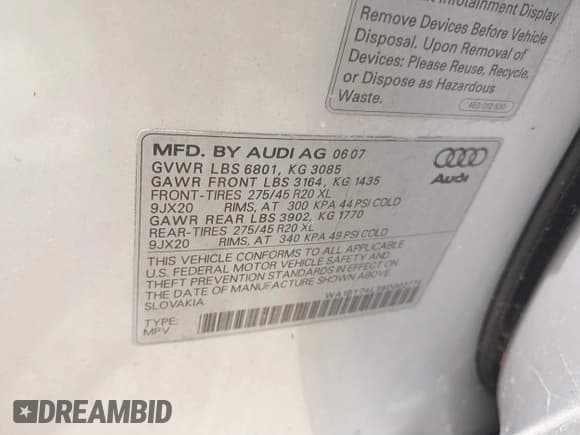 Infotainment Display
Remove Devices Before Vehicle
Disposal. Upon Removal of
Devices: Please Reuse, Recycle,
or Dispose as Hazardous
Waste.
MFD. BY AUDI AG 06 07
GVWR LBS 6801, KG 3085
GAWR FRONT LBS 3164, KG 1435
FRONT-TIRES 275/45 R20 XL
9JX20 RIMS, AT 300 KPA 44 PSI COLD
GAWR REAR LBS 3902, KG 1770
REAR-TIRES 275/45 R20 XL
9JX20 RIMS, AT 340 KPA 49 PSI COLD
THIS VEHICLE CONFORMS TO ALL APPLICABLE
U.S. FEDERAL MOTOR VEHICLE SAFETY AND
THEFT PREVENTION STANDARDS IN EFFECT ON
THE DATE OF MANUFACTURE SHOWN ABOVE
SLOVAKIA
TYPE:
MPV
Audi
DREAMBID